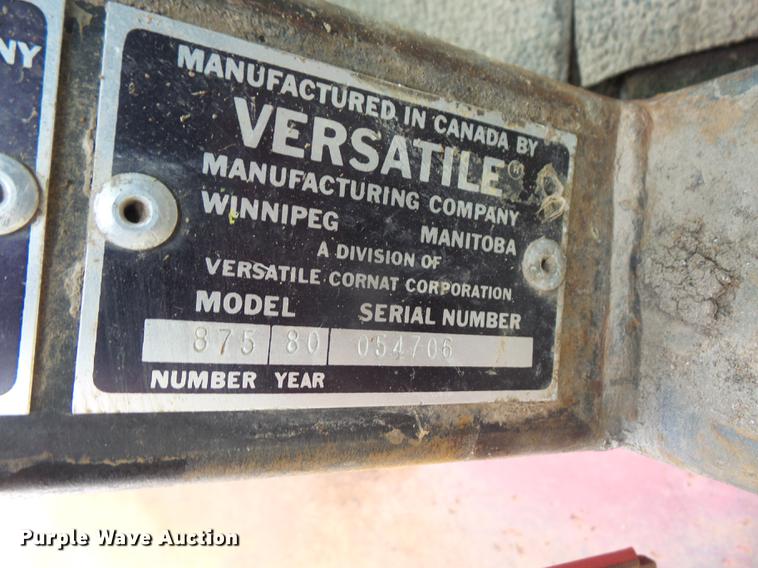 NY
MANUFACTURED IN CANADA BY
VERSATILE®
MANUFACTURING COMPANY
WINNIPEG MANITOBA
A DIVISION OF
VERSATILE CORNAT CORPORATION
MODEL SERIAL NUMBER
875 80 054706
NUMBER YEAR
Purple Wave Auction